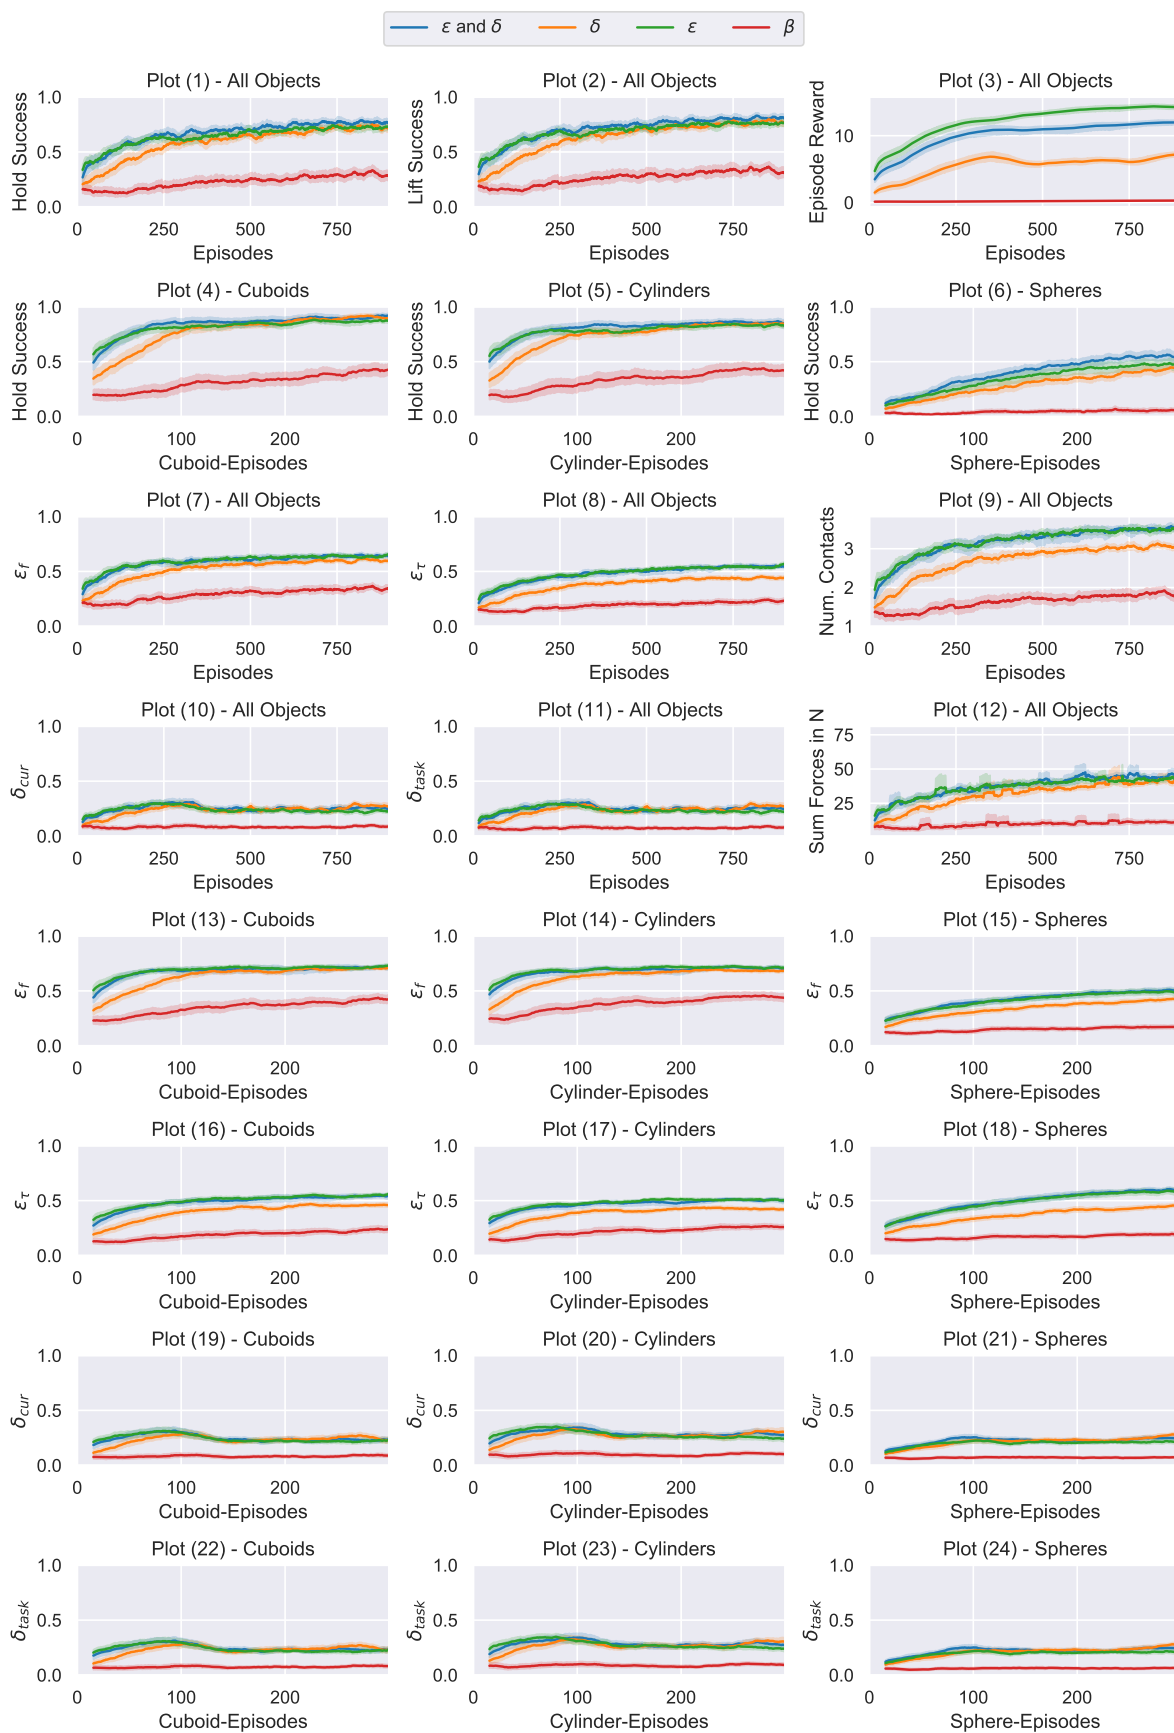 ε and δ δ ε β
Plot (1) - All Objects Plot (2) - All Objects Plot (3) - All Objects
Hold Success 1.0 0.5 0.0 Lift Success 1.0 0.5 0.0 Episode Reward 10 0
0 250 500 750 0 250 500 750 0 250 500 750
Episodes Episodes Episodes
Plot (4) - Cuboids Plot (5) - Cylinders Plot (6) - Spheres
Hold Success 1.0 0.5 0.0 Hold Success 1.0 0.5 0.0 Hold Success 1.0 0.5 0.0
0 100 200 0 100 200 0 100 200
Cuboid-Episodes Cylinder-Episodes Sphere-Episodes
Plot (7) - All Objects Plot (8) - All Objects Plot (9) - All Objects
ε_f 1.0 0.5 0.0 ε_τ 1.0 0.5 0.0 Num. Contacts 3 2 1
0 250 500 750 0 250 500 750 0 250 500 750
Episodes Episodes Episodes
Plot (10) - All Objects Plot (11) - All Objects Plot (12) - All Objects
δ_cur 1.0 0.5 0.0 δ_task 1.0 0.5 0.0 Sum Forces in N 75 50 25
0 250 500 750 0 250 500 750 0 250 500 750
Episodes Episodes Episodes
Plot (13) - Cuboids Plot (14) - Cylinders Plot (15) - Spheres
ε_f 1.0 0.5 0.0 ε_f 1.0 0.5 0.0 ε_f 1.0 0.5 0.0
0 100 200 0 100 200 0 100 200
Cuboid-Episodes Cylinder-Episodes Sphere-Episodes
Plot (16) - Cuboids Plot (17) - Cylinders Plot (18) - Spheres
ε_τ 1.0 0.5 0.0 ε_τ 1.0 0.5 0.0 ε_τ 1.0 0.5 0.0
0 100 200 0 100 200 0 100 200
Cuboid-Episodes Cylinder-Episodes Sphere-Episodes
Plot (19) - Cuboids Plot (20) - Cylinders Plot (21) - Spheres
δ_cur 1.0 0.5 0.0 δ_cur 1.0 0.5 0.0 δ_cur 1.0 0.5 0.0
0 100 200 0 100 200 0 100 200
Cuboid-Episodes Cylinder-Episodes Sphere-Episodes
Plot (22) - Cuboids Plot (23) - Cylinders Plot (24) - Spheres
δ_task 1.0 0.5 0.0 δ_task 1.0 0.5 0.0 δ_task 1.0 0.5 0.0
0 100 200 0 100 200 0 100 200
Cuboid-Episodes Cylinder-Episodes Sphere-Episodes